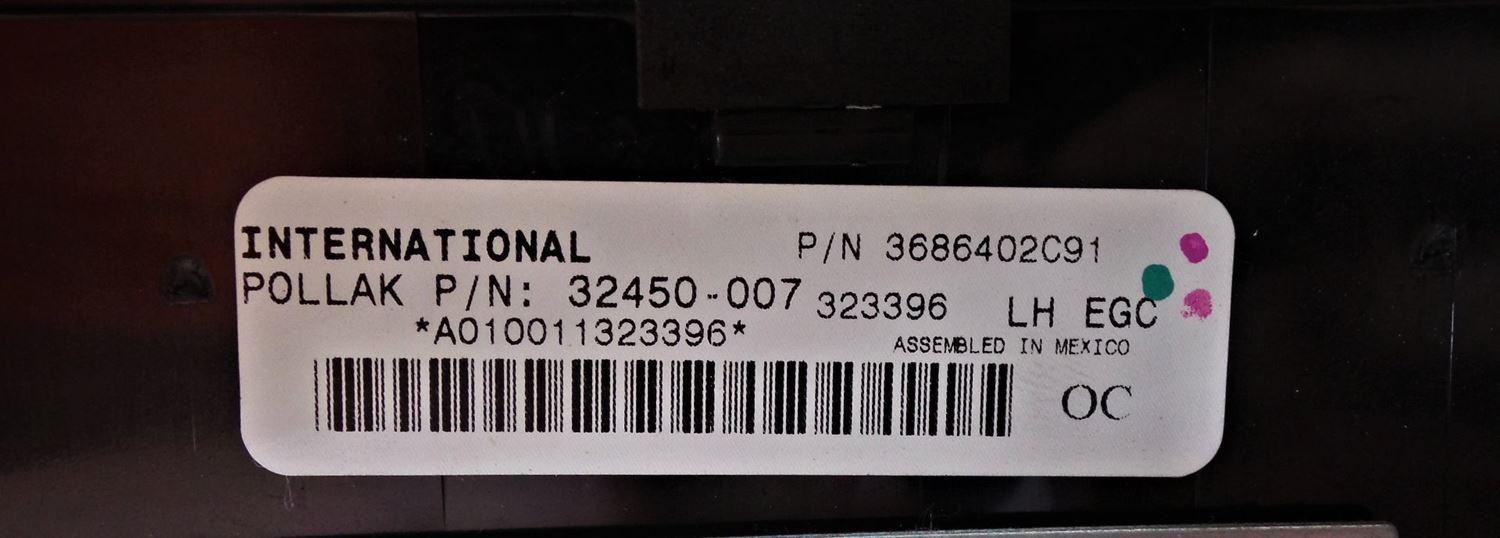 INTERNATIONAL P/N 3686402C91
POLLAK P/N: 32450-007 323396 LH EGC
*A010011323396* ASSEMBLED IN MEXICO
OC